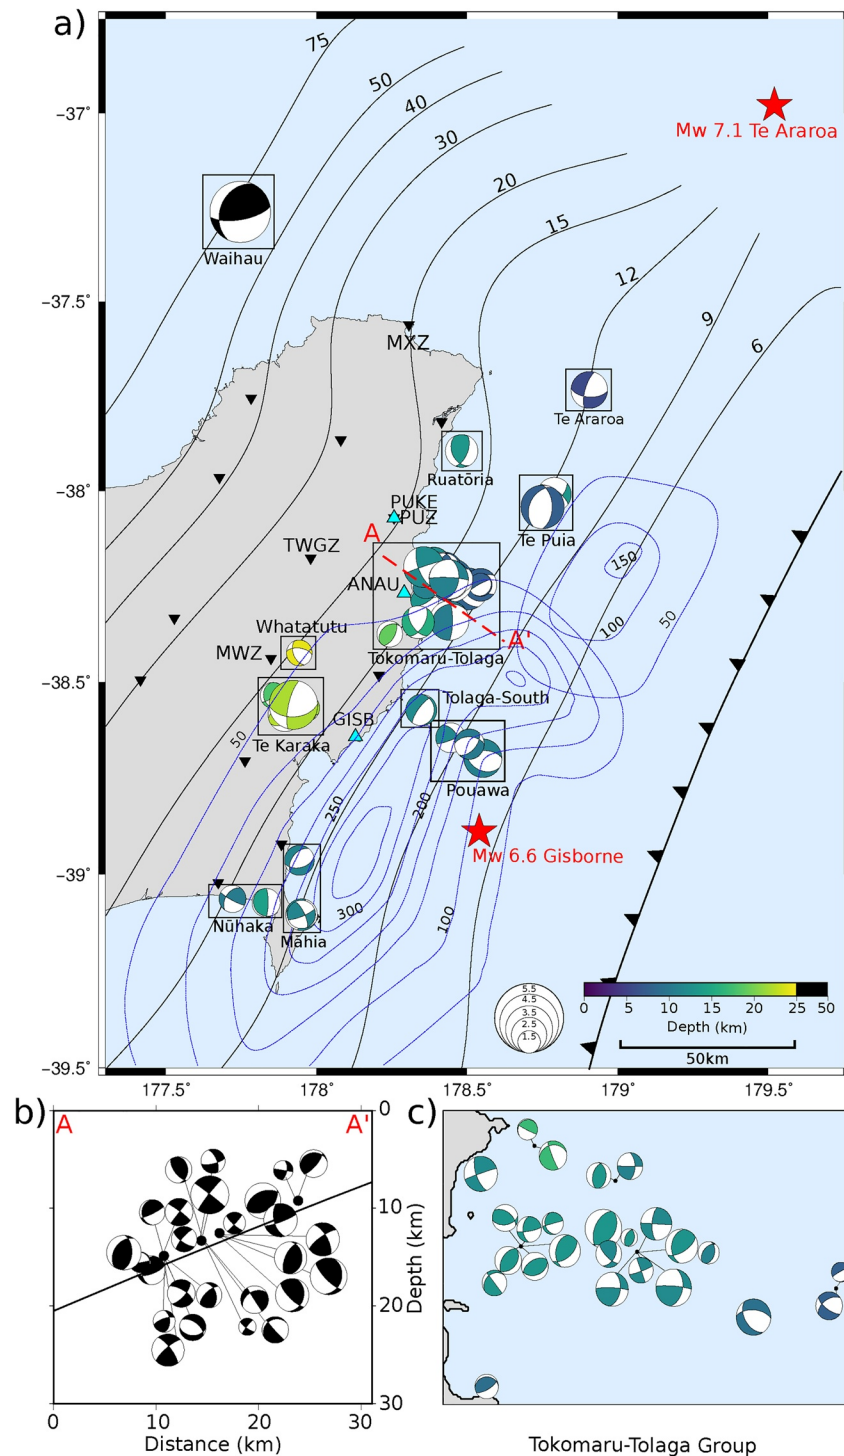 a)
75
50
40
30
20
15
12
9
6
Mw 7.1 Te Araroa
−37˚
Waihau
−37.5˚
MXZ
Te Araroa
Ruatōria
−38˚
PUKE
PUZ
Te Puia
A
TWGZ
150
ANAU
100
50
Whatatutu
A'
Tokomaru-Tolaga
MWZ
−38.5˚
Tolaga-South
GISB
50
Te Karaka
Pouawa
250
200
Mw 6.6 Gisborne
−39˚
300
100
Nūhaka
Māhia
5.5
4.5
3.5
2.5
1.5
0 5 10 15 20 25 50
Depth (km)
50km
−39.5˚
177.5˚ 178˚ 178.5˚ 179˚ 179.5˚
b)
A A'
0
10
20
30
Depth (km)
0 10 20 30
Distance (km)
c)
Tokomaru-Tolaga Group